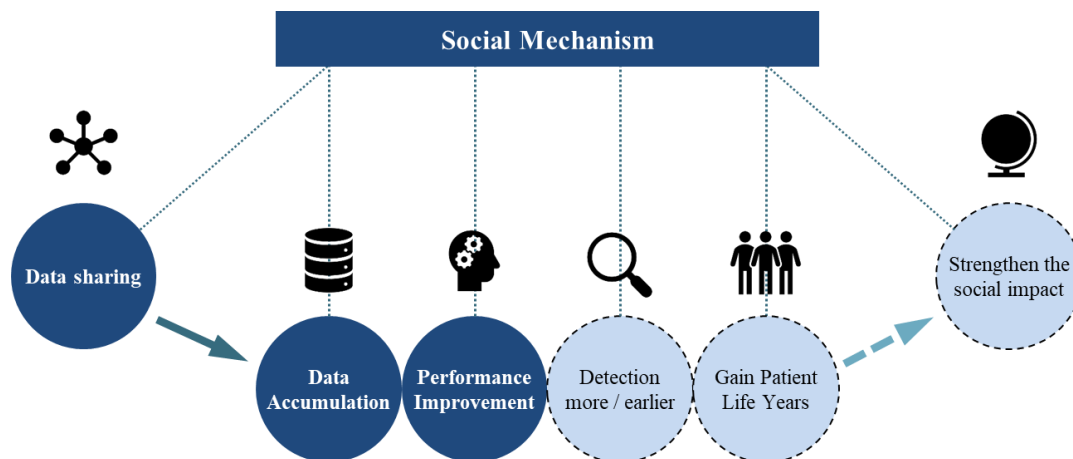 Social Mechanism
Data sharing
Data
Accumulation
Performance
Improvement
Detection
more / earlier
Gain Patient
Life Years
Strengthen the
social impact